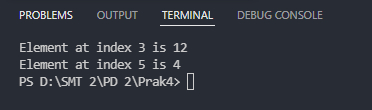 PROBLEMS OUTPUT TERMINAL DEBUG CONSOLE
Element at index 3 is 12
Element at index 5 is 4
PS D:\SMT 2\PD 2\Prak4>